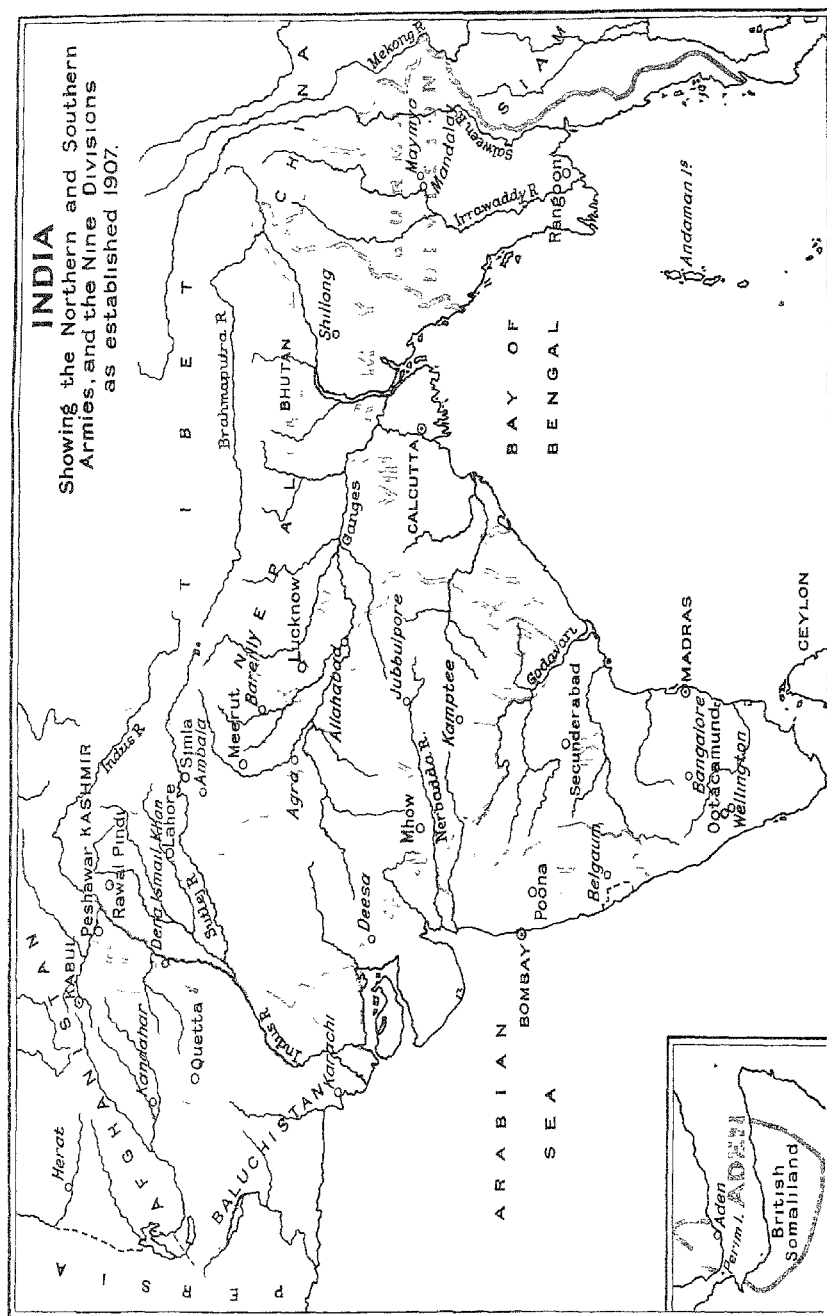 INDIA
Showing the Northern and Southern
Armies, and the Nine Divisions
as established 1907.
PERSIA
AFGHANISTAN
Herat
KABUL
Kandahar
Quetta
BALUCHISTAN
Karachi
Indus R
Peshawar
KASHMIR
Rawal Pindi
Dera Ismail Khan
Lahore
Sutlej R
Indus R
Simla
Ambala
Meerut
Bareilly
NEPAL
Lucknow
Agra
Allahabad
Ganges
TIBET
Brahmaputra R
BHUTAN
Shillong
CHINA
Mekong R
Maymyo
Mandalay
BURMA
DIVISION
Salween R
SIAM
Irrawaddy R
Rangoon
Andaman Is
Deesa
Mhow
Nerbadda R.
Jubbulpore
Kamptee
CALCUTTA
BAY OF
BENGAL
BOMBAY
Poona
Belgaum
Secunderabad
Godavari
MADRAS
Bangalore
Ootacamund
Wellington
CEYLON
ARABIAN
SEA
Aden
Perim I.
ADEN
British
Somaliland